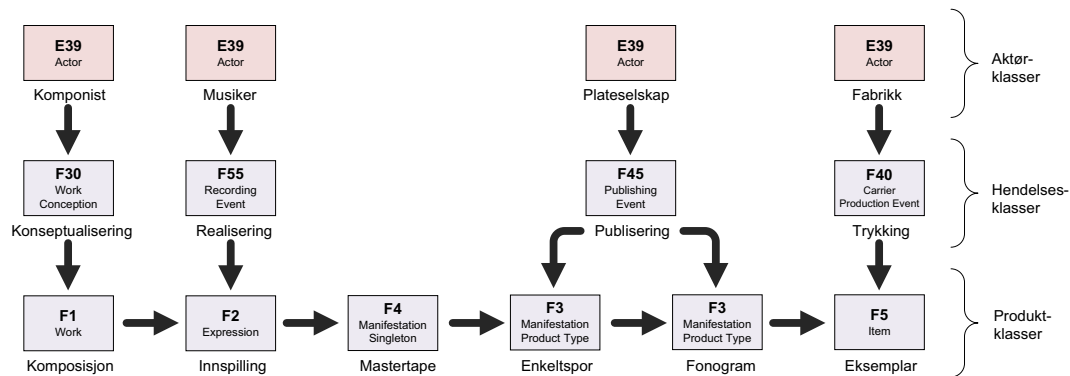 E39
Actor
Komponist
E39
Actor
Musiker
E39
Actor
Plateselskap
E39
Actor
Fabrikk
Aktør-
klasser
F30
Work
Conception
Konseptualisering
F55
Recording
Event
Realisering
F45
Publishing
Event
Publisering
F40
Carrier
Production Event
Trykking
Hendelses-
klasser
F1
Work
Komposisjon
F2
Expression
Innspilling
F4
Manifestation
Singleton
Mastertape
F3
Manifestation
Product Type
Enkeltspor
F3
Manifestation
Product Type
Fonogram
F5
Item
Eksemplar
Produkt-
klasser